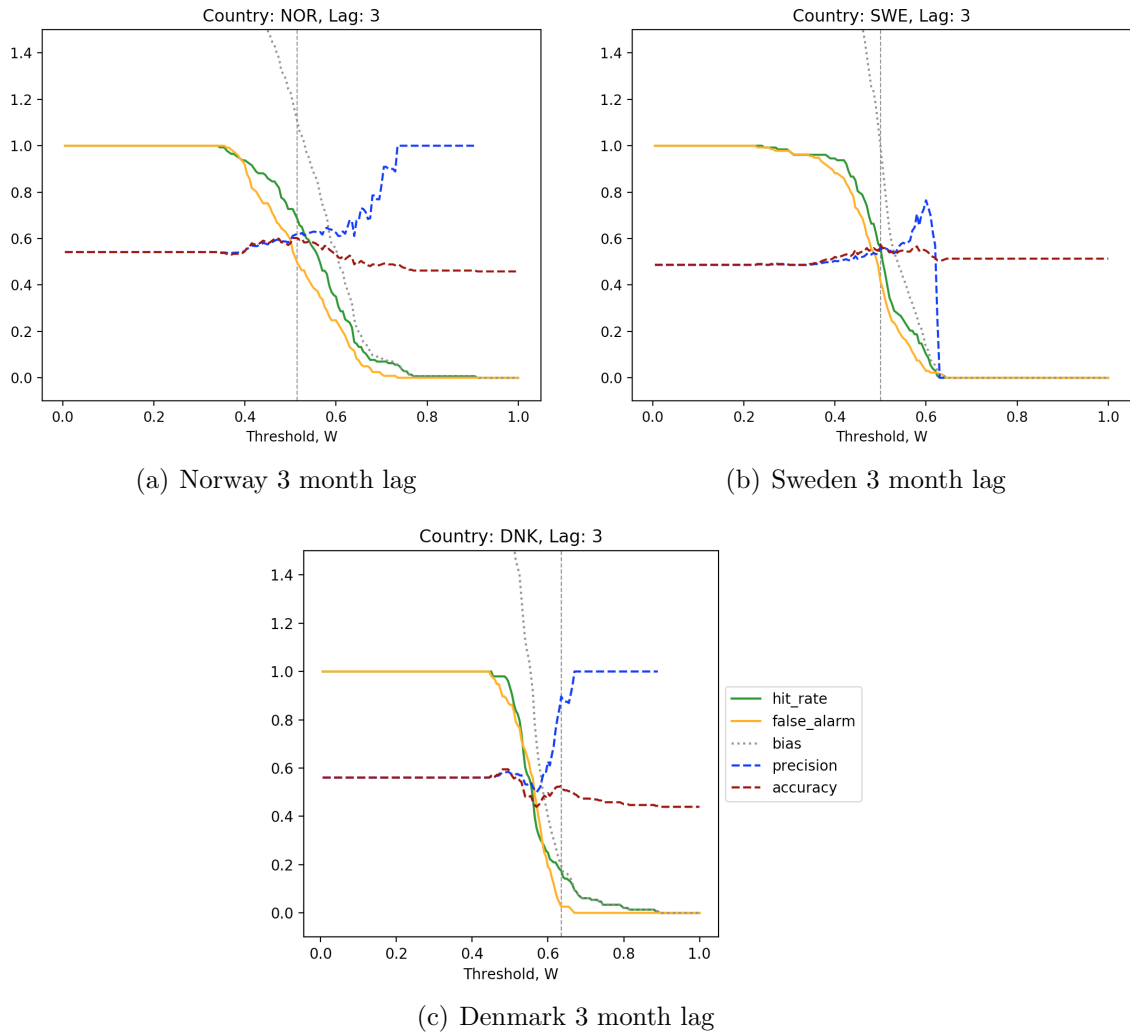 Country: NOR, Lag: 3
1.4
1.2
1.0
0.8
0.6
0.4
0.2
0.0
0.0 0.2 0.4 0.6 0.8 1.0
Threshold, W
(a) Norway 3 month lag
Country: SWE, Lag: 3
1.4
1.2
1.0
0.8
0.6
0.4
0.2
0.0
0.0 0.2 0.4 0.6 0.8 1.0
Threshold, W
(b) Sweden 3 month lag
Country: DNK, Lag: 3
1.4
1.2
1.0
0.8
0.6
0.4
0.2
0.0
0.0 0.2 0.4 0.6 0.8 1.0
Threshold, W
hit_rate
false_alarm
bias
precision
accuracy
(c) Denmark 3 month lag